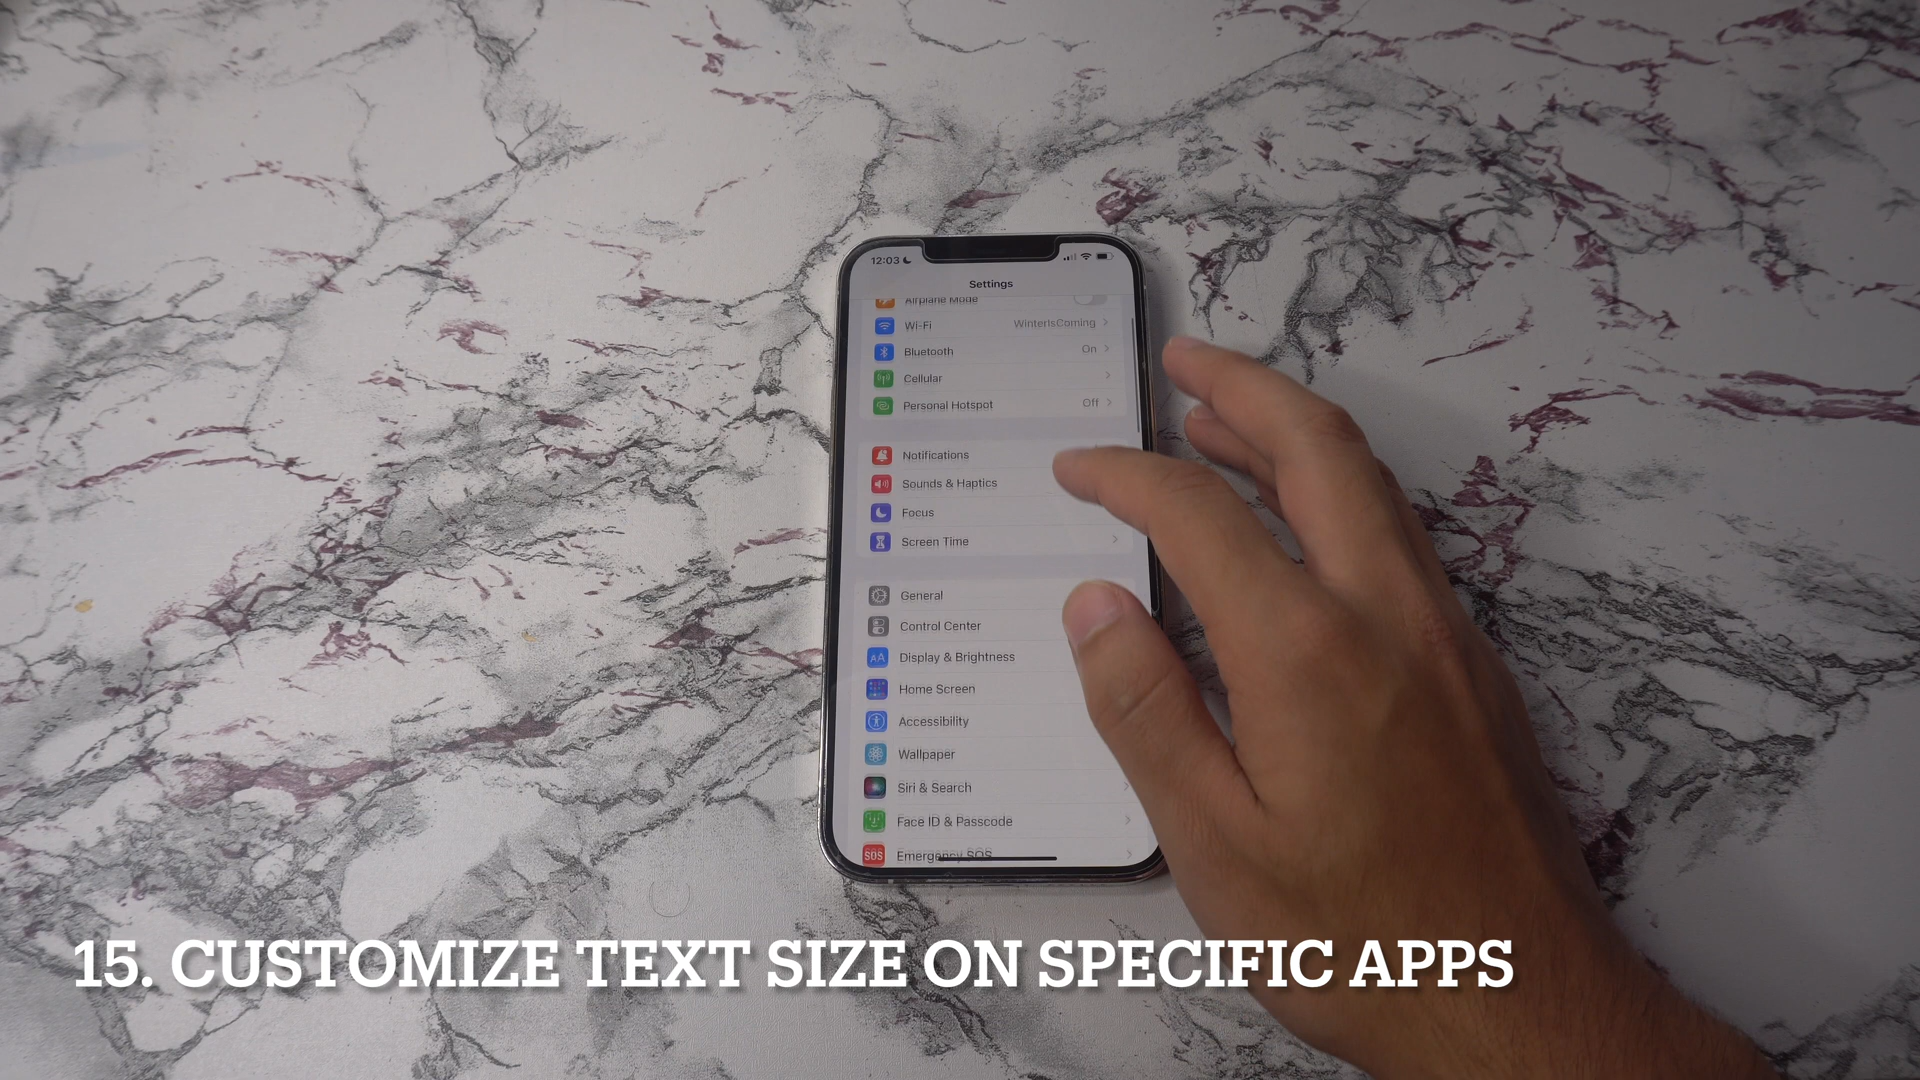 12:03
Settings
Airplane Mode
Wi-Fi WinterIsComing
Bluetooth On
Cellular
Personal Hotspot Off
Notifications
Sounds & Haptics
Focus
Screen Time
General
Control Center
AA Display & Brightness
Home Screen
Accessibility
Wallpaper
Siri & Search
Face ID & Passcode
SOS Emergency SOS
15. CUSTOMIZE TEXT SIZE ON SPECIFIC APPS